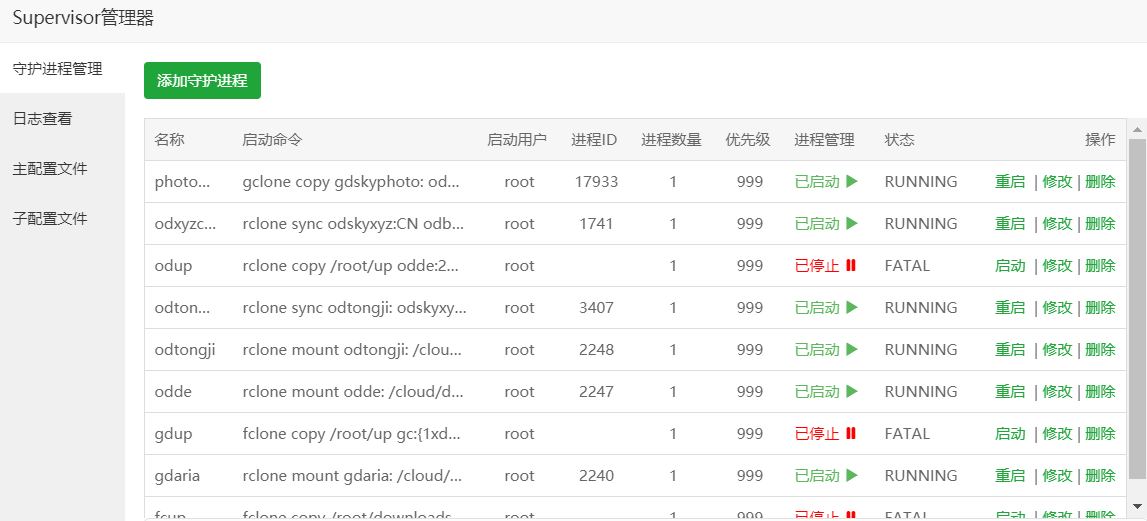 Supervisor管理器
守护进程管理
日志查看
主配置文件
子配置文件
添加守护进程
名称 启动命令 启动用户 进程ID 进程数量 优先级 进程管理 状态 操作
photo... gclone copy gdskyphoto: od... root 17933 1 999 已启动 RUNNING 重启 | 修改 | 删除
odxyzc... rclone sync odskyxyz:CN odb... root 1741 1 999 已启动 RUNNING 重启 | 修改 | 删除
odup rclone copy /root/up odde:2... root 1 999 已停止 FATAL 启动 | 修改 | 删除
odton... rclone sync odtongji: odskyxy... root 3407 1 999 已启动 RUNNING 重启 | 修改 | 删除
odtongji rclone mount odtongji: /clou... root 2248 1 999 已启动 RUNNING 重启 | 修改 | 删除
odde rclone mount odde: /cloud/d... root 2247 1 999 已启动 RUNNING 重启 | 修改 | 删除
gdup fclone copy /root/up gc:{1xd... root 1 999 已停止 FATAL 启动 | 修改 | 删除
gdaria rclone mount gdaria: /cloud/... root 2240 1 999 已启动 RUNNING 重启 | 修改 | 删除
fcup fclone copy /root/downloads... root 1 999 已停止 FATAL 启动 | 修改 | 删除